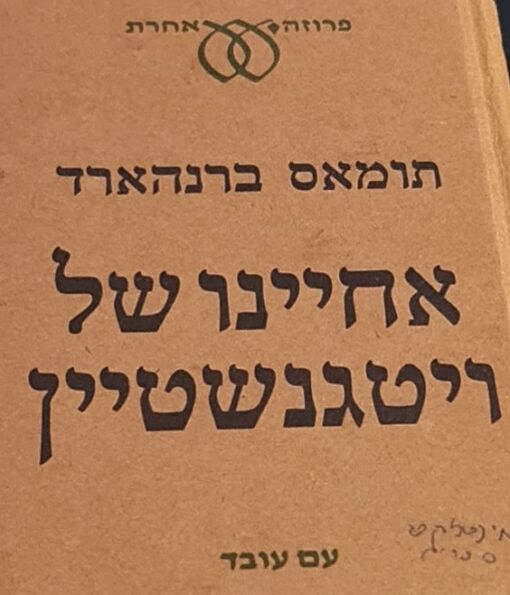 פרוזה אחרת
תומאס ברנהארד
אחיינו של
ויטגנשטיין
עם עובד